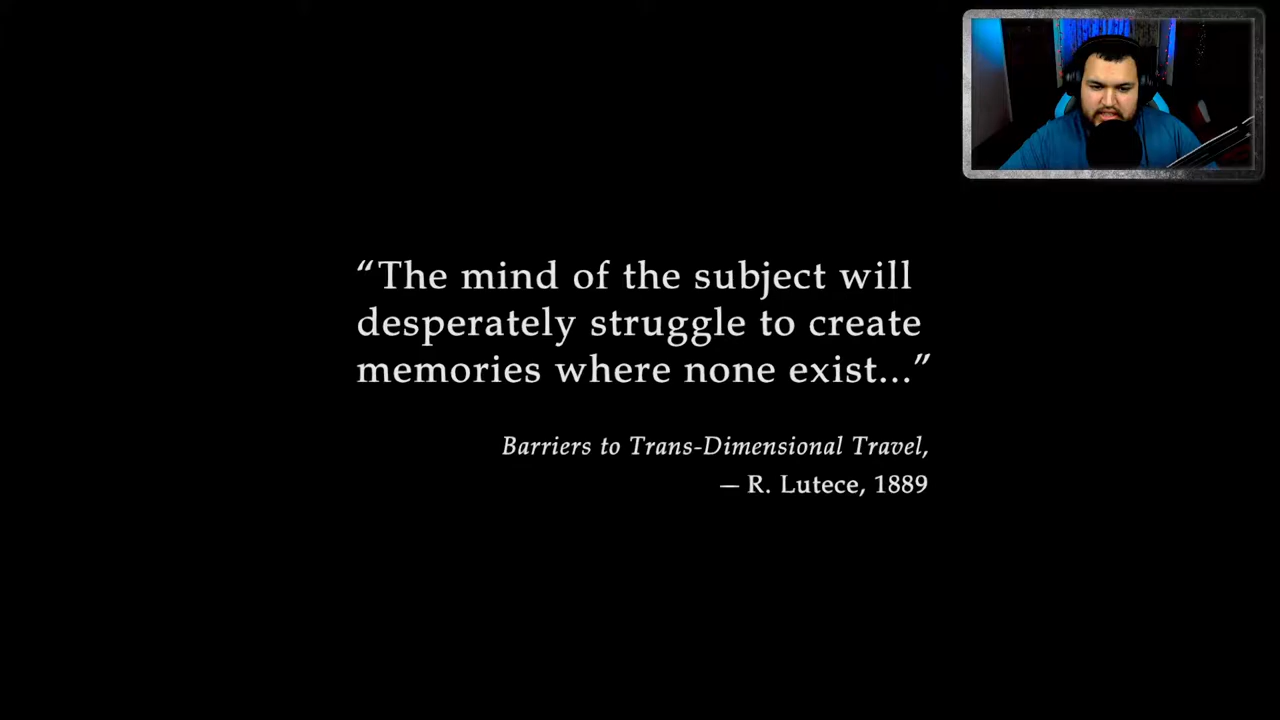 “The mind of the subject will
desperately struggle to create
memories where none exist...”
Barriers to Trans-Dimensional Travel,
— R. Lutece, 1889